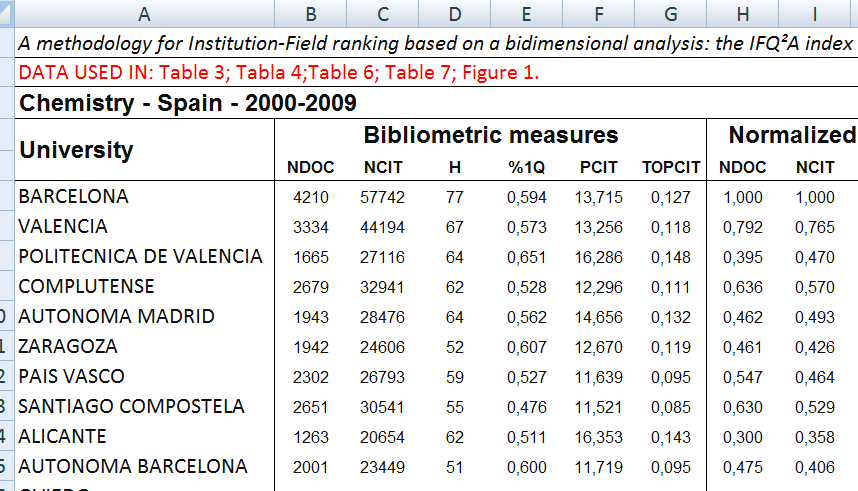 A B C D E F G H I
A methodology for Institution-Field ranking based on a bidimensional analysis: the IFQ²A index
DATA USED IN: Table 3; Tabla 4;Table 6; Table 7; Figure 1.
Chemistry - Spain - 2000-2009
University Bibliometric measures Normalized
NDOC NCIT H %1Q PCIT TOPCIT NDOC NCIT
BARCELONA 4210 57742 77 0,594 13,715 0,127 1,000 1,000
VALENCIA 3334 44194 67 0,573 13,256 0,118 0,792 0,765
POLITECNICA DE VALENCIA 1665 27116 64 0,651 16,286 0,148 0,395 0,470
COMPLUTENSE 2679 32941 62 0,528 12,296 0,111 0,636 0,570
0 AUTONOMA MADRID 1943 28476 64 0,562 14,656 0,132 0,462 0,493
1 ZARAGOZA 1942 24606 52 0,607 12,670 0,119 0,461 0,426
2 PAIS VASCO 2302 26793 59 0,527 11,639 0,095 0,547 0,464
3 SANTIAGO COMPOSTELA 2651 30541 55 0,476 11,521 0,085 0,630 0,529
4 ALICANTE 1263 20654 62 0,511 16,353 0,143 0,300 0,358
5 AUTONOMA BARCELONA 2001 23449 51 0,600 11,719 0,095 0,475 0,406